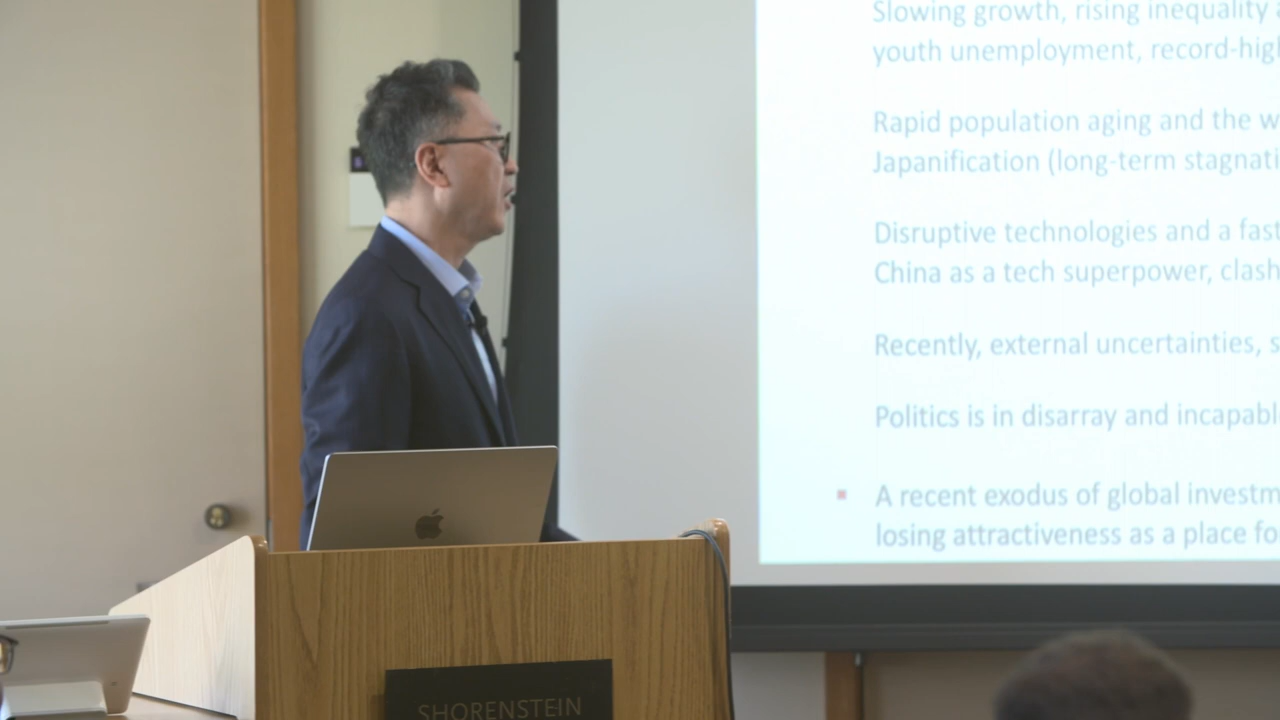 Slowing growth, rising inequality
youth unemployment, record-hig
Rapid population aging and the w
Japanification (long-term stagnati
Disruptive technologies and a fast
China as a tech superpower, clash
Recently, external uncertainties, s
Politics is in disarray and incapabl
A recent exodus of global investm
losing attractiveness as a place fo
SHORENSTEIN